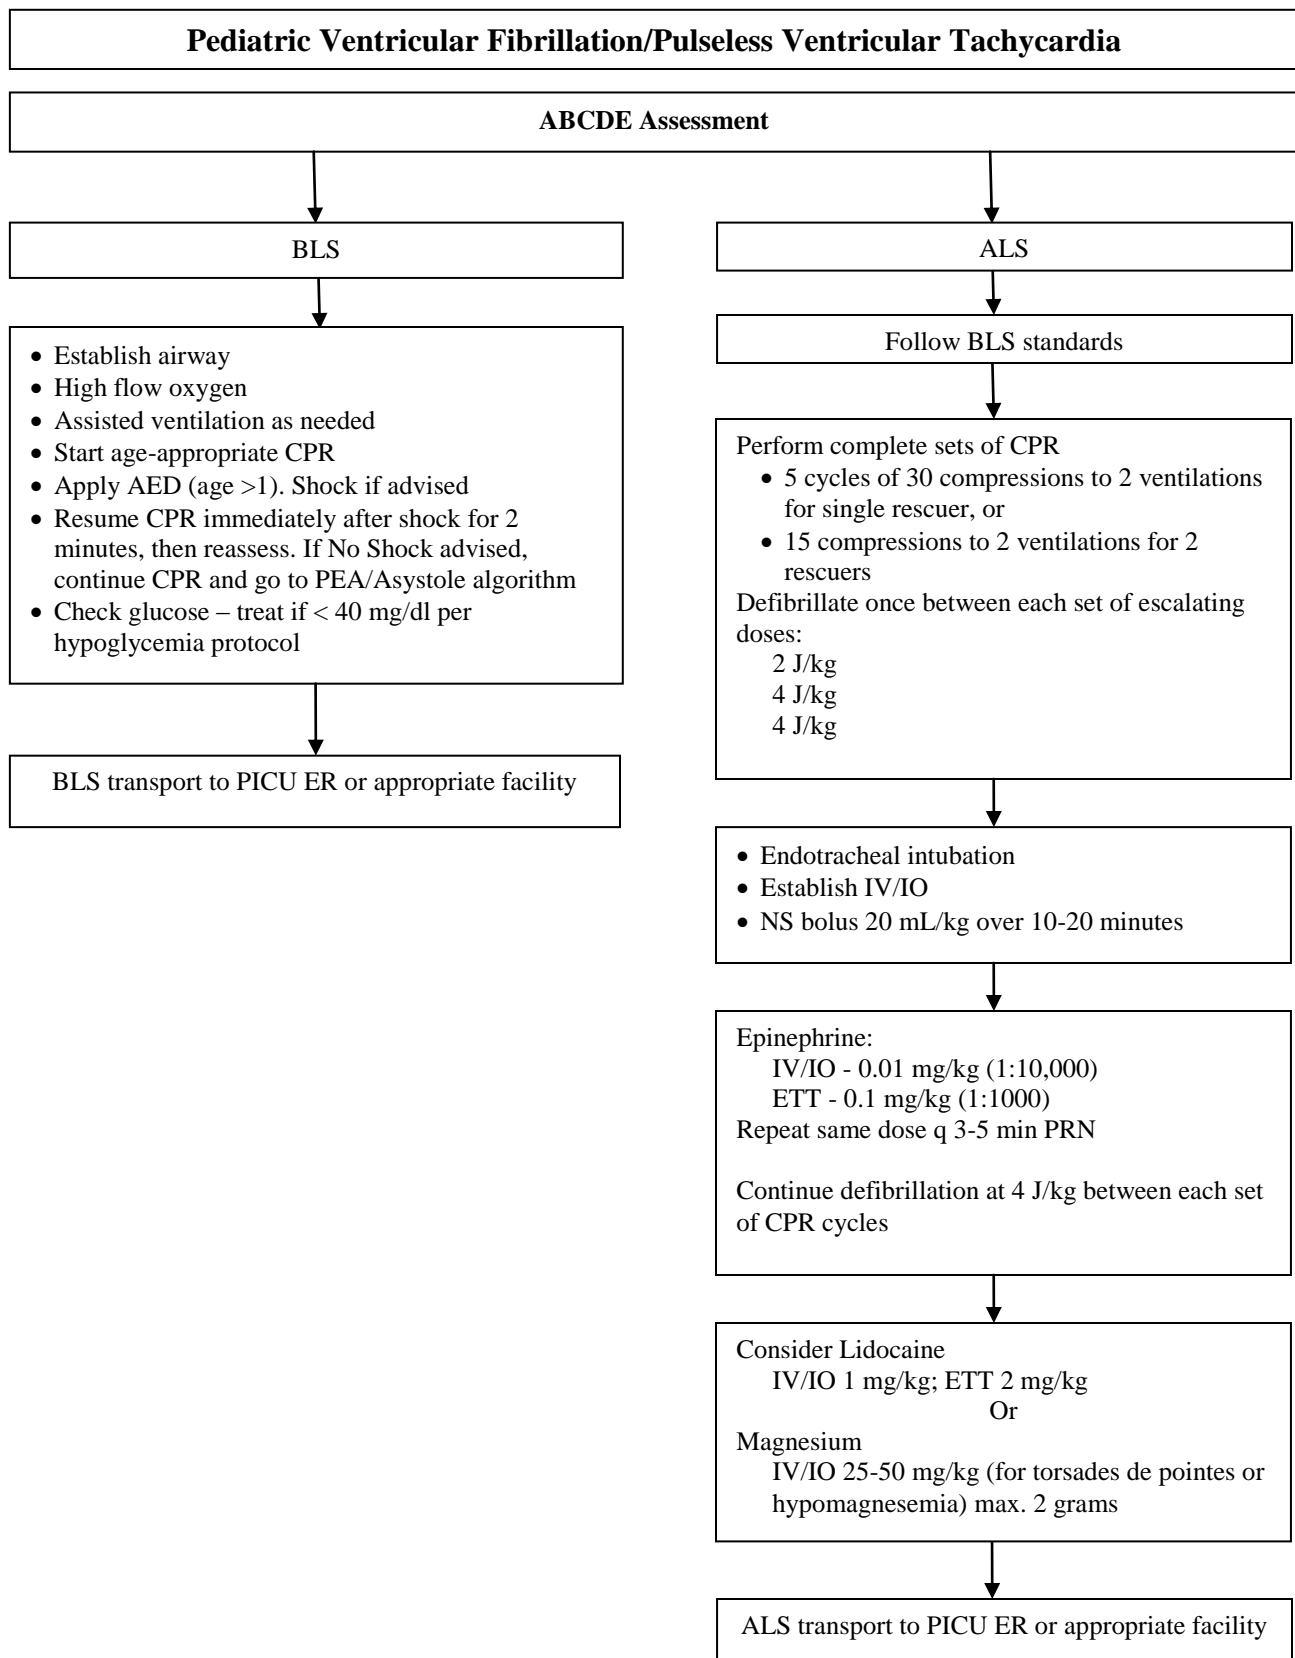 Pediatric Ventricular Fibrillation/Pulseless Ventricular Tachycardia
ABCDE Assessment
BLS
• Establish airway
• High flow oxygen
• Assisted ventilation as needed
• Start age-appropriate CPR
• Apply AED (age >1). Shock if advised
• Resume CPR immediately after shock for 2
minutes, then reassess. If No Shock advised,
continue CPR and go to PEA/Asystole algorithm
• Check glucose – treat if < 40 mg/dl per
hypoglycemia protocol
BLS transport to PICU ER or appropriate facility
ALS
Follow BLS standards
Perform complete sets of CPR
• 5 cycles of 30 compressions to 2 ventilations
for single rescuer, or
• 15 compressions to 2 ventilations for 2
rescuers
Defibrillate once between each set of escalating
doses:
2 J/kg
4 J/kg
4 J/kg
• Endotracheal intubation
• Establish IV/IO
• NS bolus 20 mL/kg over 10-20 minutes
Epinephrine:
IV/IO - 0.01 mg/kg (1:10,000)
ETT - 0.1 mg/kg (1:1000)
Repeat same dose q 3-5 min PRN
Continue defibrillation at 4 J/kg between each set
of CPR cycles
Consider Lidocaine
IV/IO 1 mg/kg; ETT 2 mg/kg
Or
Magnesium
IV/IO 25-50 mg/kg (for torsades de pointes or
hypomagnesemia) max. 2 grams
ALS transport to PICU ER or appropriate facility